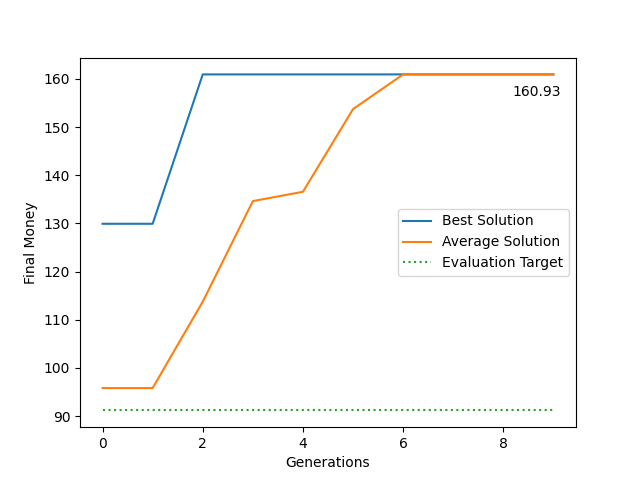 160
150
140
130
120
110
100
90
Final Money
160.93
Best Solution
Average Solution
Evaluation Target
0 2 4 6 8
Generations